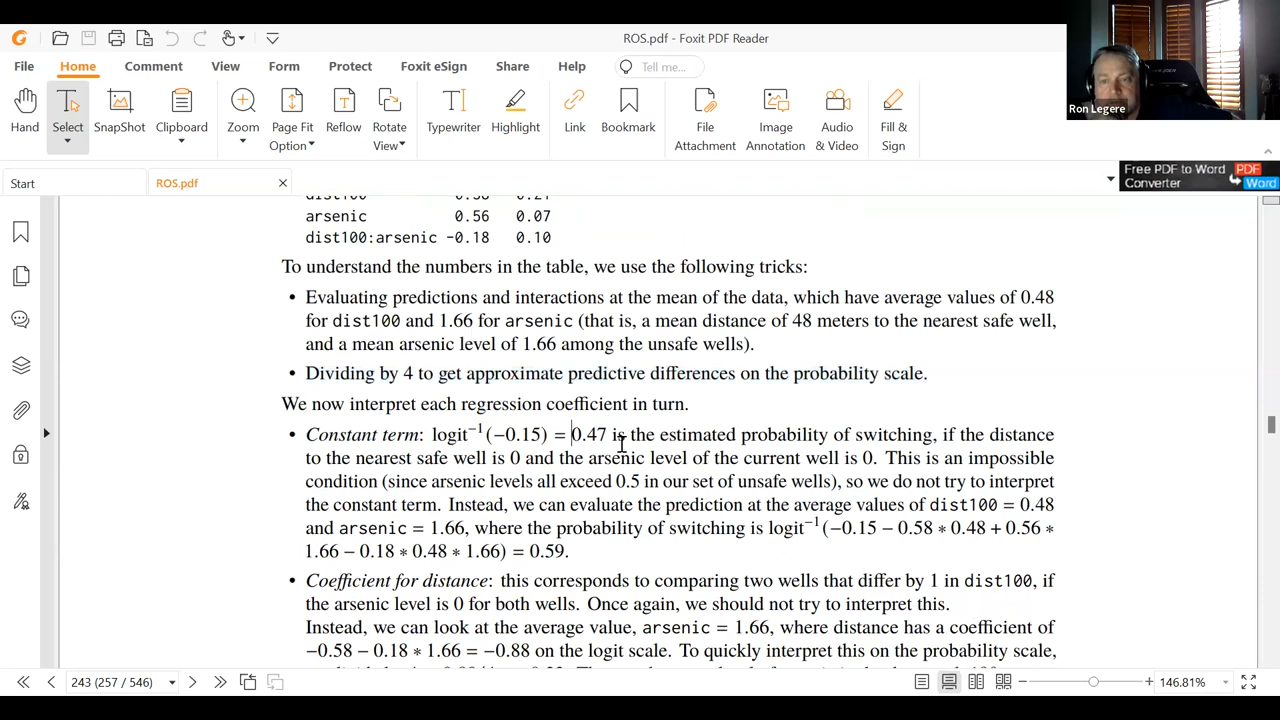 ROS.pdf - Foxit PDF Reader
File Home Comment View Form Protect Foxit eSign Share Help Tell me...
Hand Select SnapShot Clipboard Zoom Page Fit Option Reflow Rotate View Typewriter Highlight Link Bookmark File Attachment Image Annotation Audio & Video Fill & Sign
Ron Legere
Start ROS.pdf
Free PDF to Word Converter PDF Word
arsenic 0.56 0.07
dist100:arsenic −0.18 0.10
To understand the numbers in the table, we use the following tricks:
• Evaluating predictions and interactions at the mean of the data, which have average values of 0.48
for dist100 and 1.66 for arsenic (that is, a mean distance of 48 meters to the nearest safe well,
and a mean arsenic level of 1.66 among the unsafe wells).
• Dividing by 4 to get approximate predictive differences on the probability scale.
We now interpret each regression coefficient in turn.
• Constant term: logit⁻¹(−0.15) = 0.47 is the estimated probability of switching, if the distance
to the nearest safe well is 0 and the arsenic level of the current well is 0. This is an impossible
condition (since arsenic levels all exceed 0.5 in our set of unsafe wells), so we do not try to interpret
the constant term. Instead, we can evaluate the prediction at the average values of dist100 = 0.48
and arsenic = 1.66, where the probability of switching is logit⁻¹(−0.15 − 0.58 ∗ 0.48 + 0.56 ∗
1.66 − 0.18 ∗ 0.48 ∗ 1.66) = 0.59.
• Coefficient for distance: this corresponds to comparing two wells that differ by 1 in dist100, if
the arsenic level is 0 for both wells. Once again, we should not try to interpret this.
Instead, we can look at the average value, arsenic = 1.66, where distance has a coefficient of
−0.58 − 0.18 ∗ 1.66 = −0.88 on the logit scale. To quickly interpret this on the probability scale,
243 (257 / 546) 146.81%